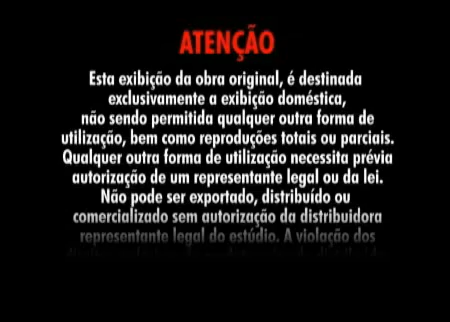 ATENÇÃO
Esta exibição da obra original, é destinada
exclusivamente a exibição doméstica,
não sendo permitida qualquer outra forma de
utilização, bem como reproduções totais ou parciais.
Qualquer outra forma de utilização necessita prévia
autorização de um representante legal ou da lei.
Não pode ser exportado, distribuído ou
comercializado sem autorização da distribuidora
representante legal do estúdio. A violação dos